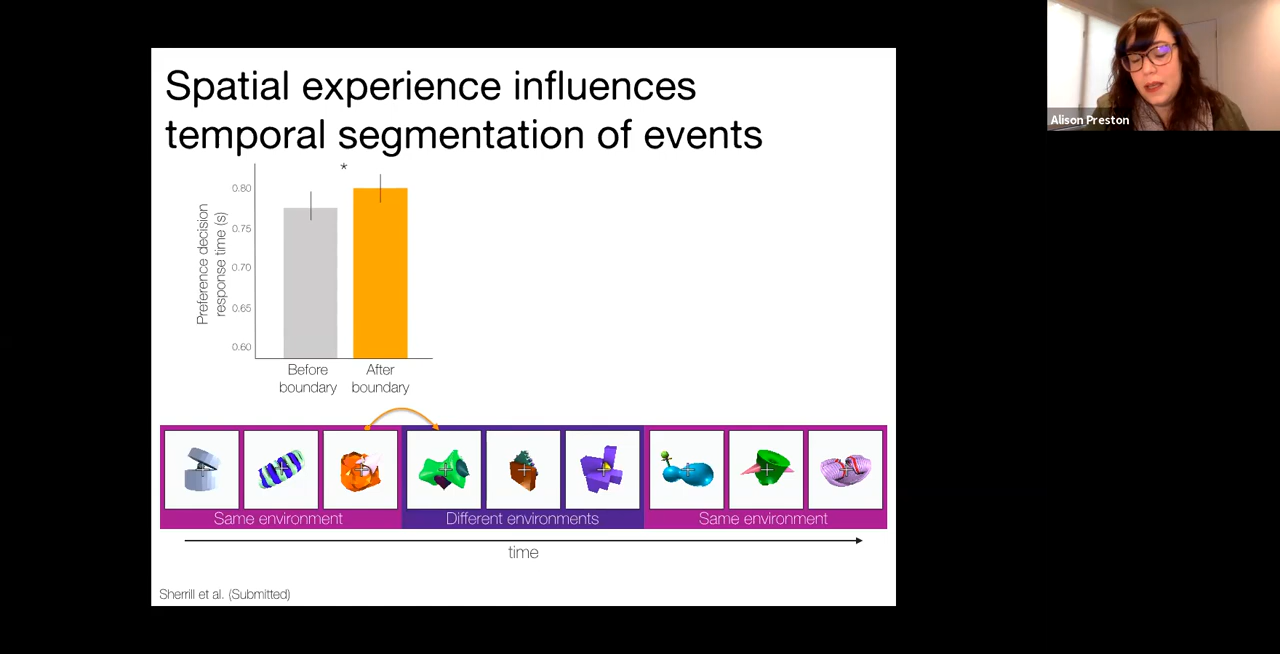 Spatial experience influences
temporal segmentation of events
*
Preference decision
response time (s)
0.80
0.75
0.70
0.65
0.60
Before
boundary
After
boundary
Same environment
Different environments
Same environment
time
Sherrill et al. (Submitted)
Alison Preston